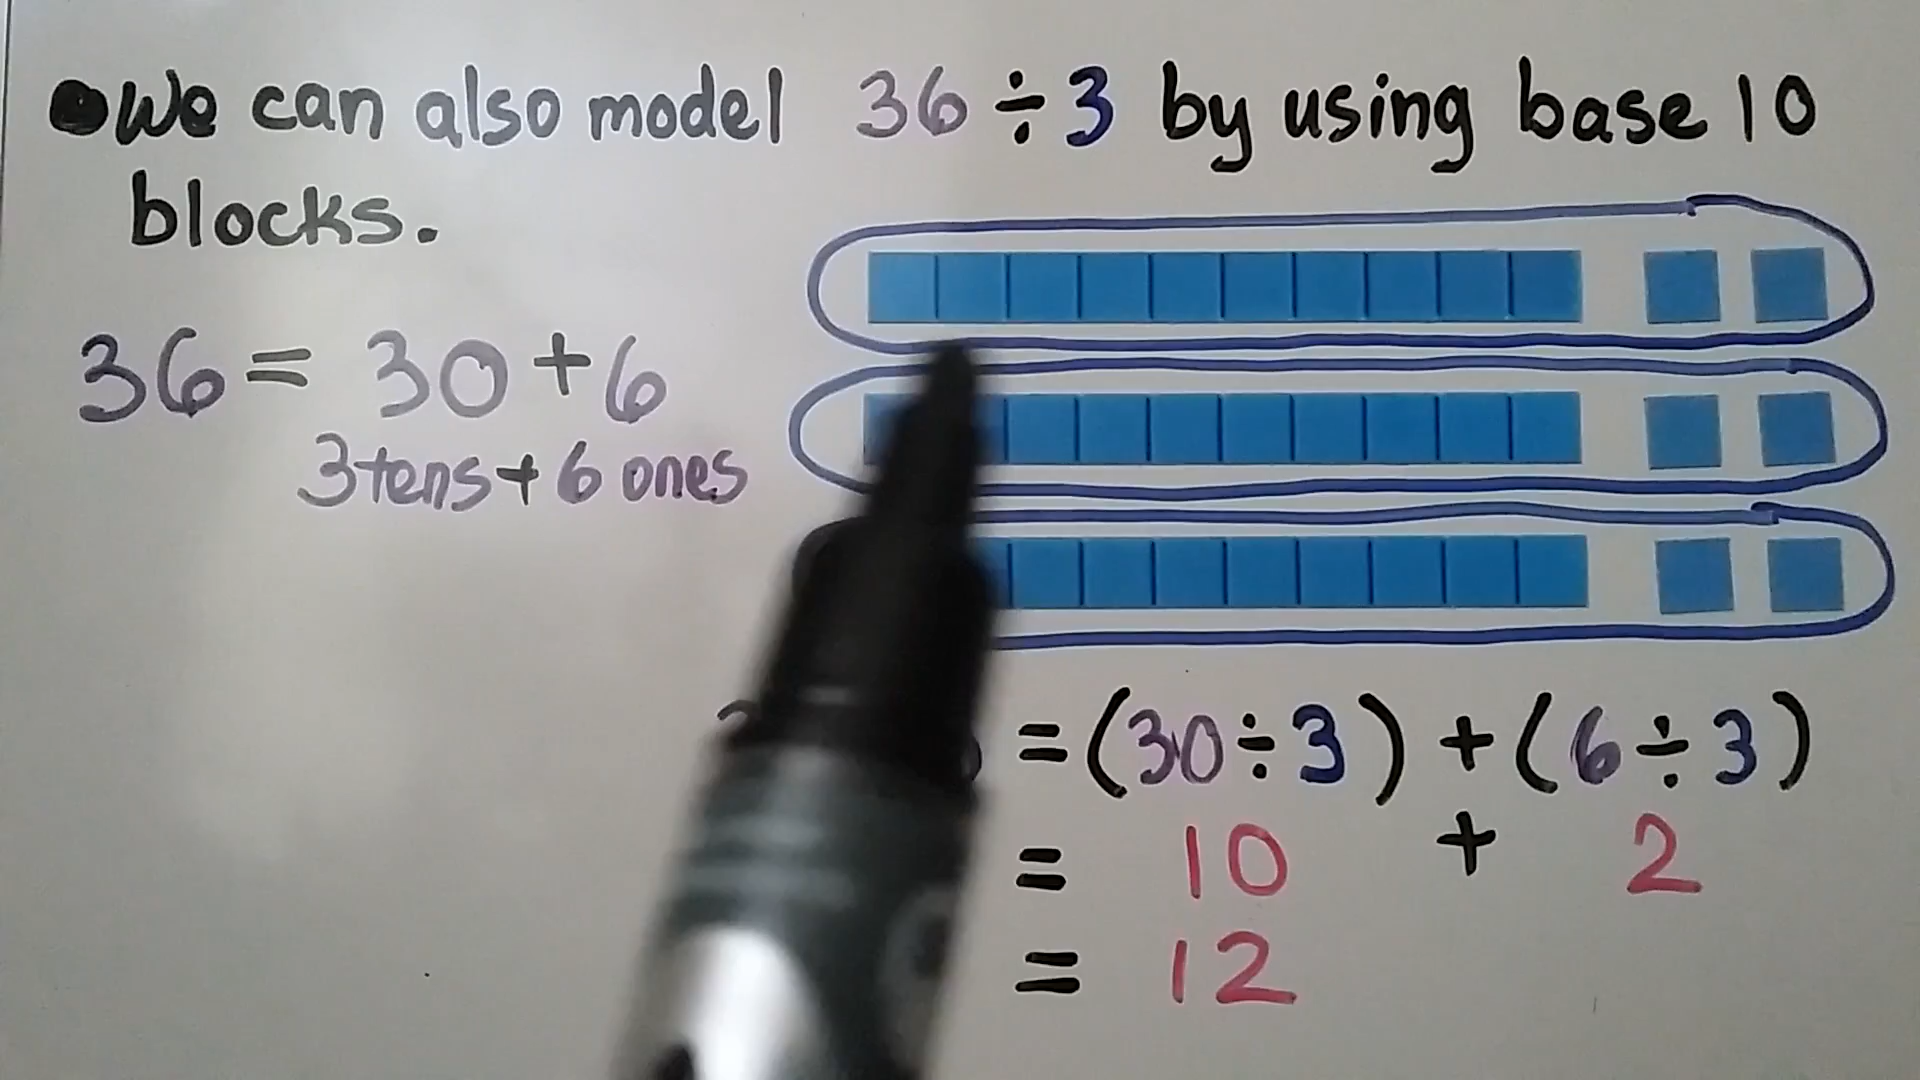 We can also model 36 ÷ 3 by using base 10
blocks.
36 = 30 + 6
3 tens + 6 ones
= (30 ÷ 3) + (6 ÷ 3)
= 10 + 2
= 12